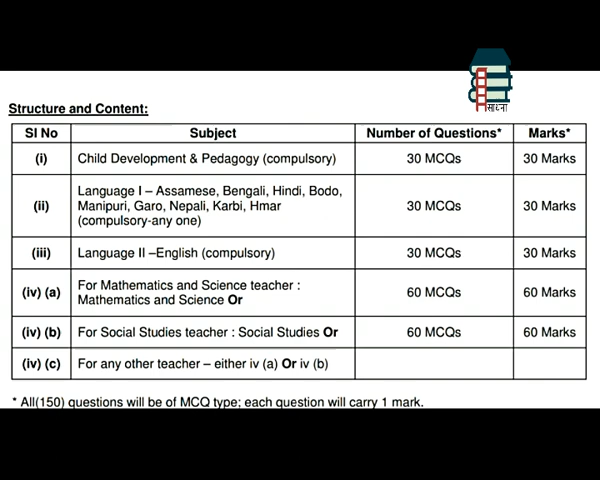 साधना
Structure and Content:
Sl No Subject Number of Questions* Marks*
(i) Child Development & Pedagogy (compulsory) 30 MCQs 30 Marks
(ii) Language I – Assamese, Bengali, Hindi, Bodo,
Manipuri, Garo, Nepali, Karbi, Hmar
(compulsory-any one) 30 MCQs 30 Marks
(iii) Language II –English (compulsory) 30 MCQs 30 Marks
(iv) (a) For Mathematics and Science teacher :
Mathematics and Science Or 60 MCQs 60 Marks
(iv) (b) For Social Studies teacher : Social Studies Or 60 MCQs 60 Marks
(iv) (c) For any other teacher – either iv (a) Or iv (b)
* All(150) questions will be of MCQ type; each question will carry 1 mark.